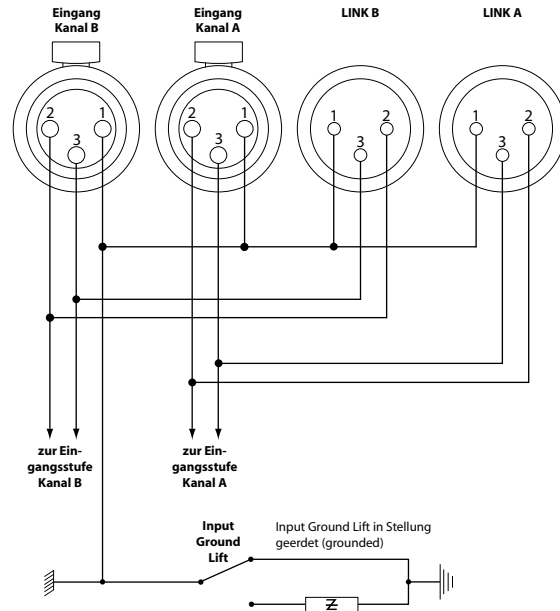 Eingang
Kanal B
Eingang
Kanal A
LINK B
LINK A
2
1
3
2
1
3
1
2
3
1
2
3
zur Ein-
gangsstufe
Kanal B
zur Ein-
gangsstufe
Kanal A
Input
Ground
Lift
Input Ground Lift in Stellung
geerdet (grounded)
Z